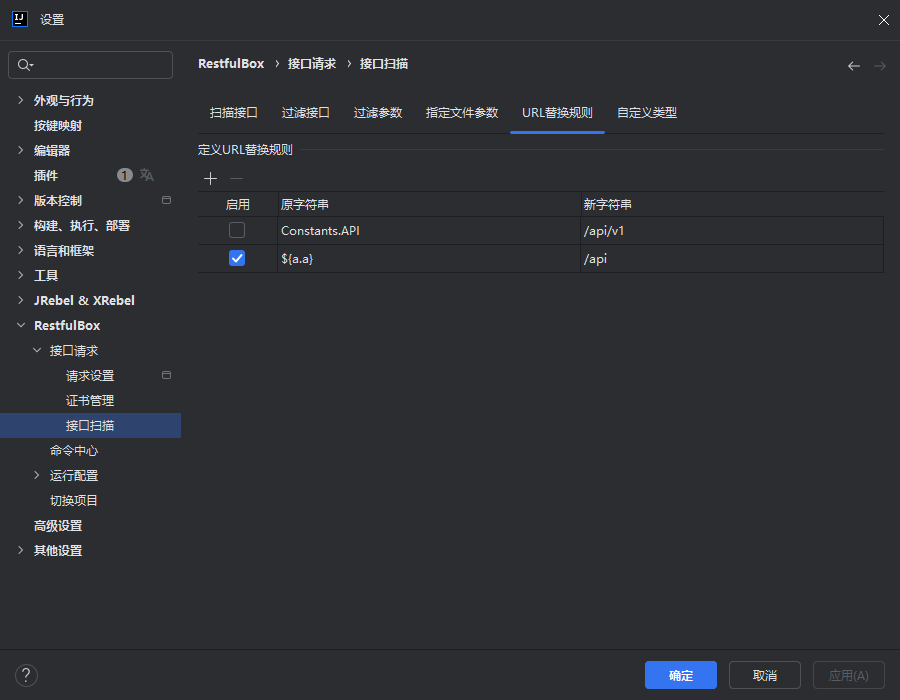 设置
RestfulBox › 接口请求 › 接口扫描
外观与行为
按键映射
编辑器
插件 1
版本控制
构建、执行、部署
语言和框架
工具
JRebel & XRebel
RestfulBox
接口请求
请求设置
证书管理
接口扫描
命令中心
运行配置
切换项目
高级设置
其他设置
扫描接口 过滤接口 过滤参数 指定文件参数 URL替换规则 自定义类型
定义URL替换规则
启用 原字符串 新字符串
Constants.API /api/v1
${a.a} /api
? 确定 取消 应用(A)